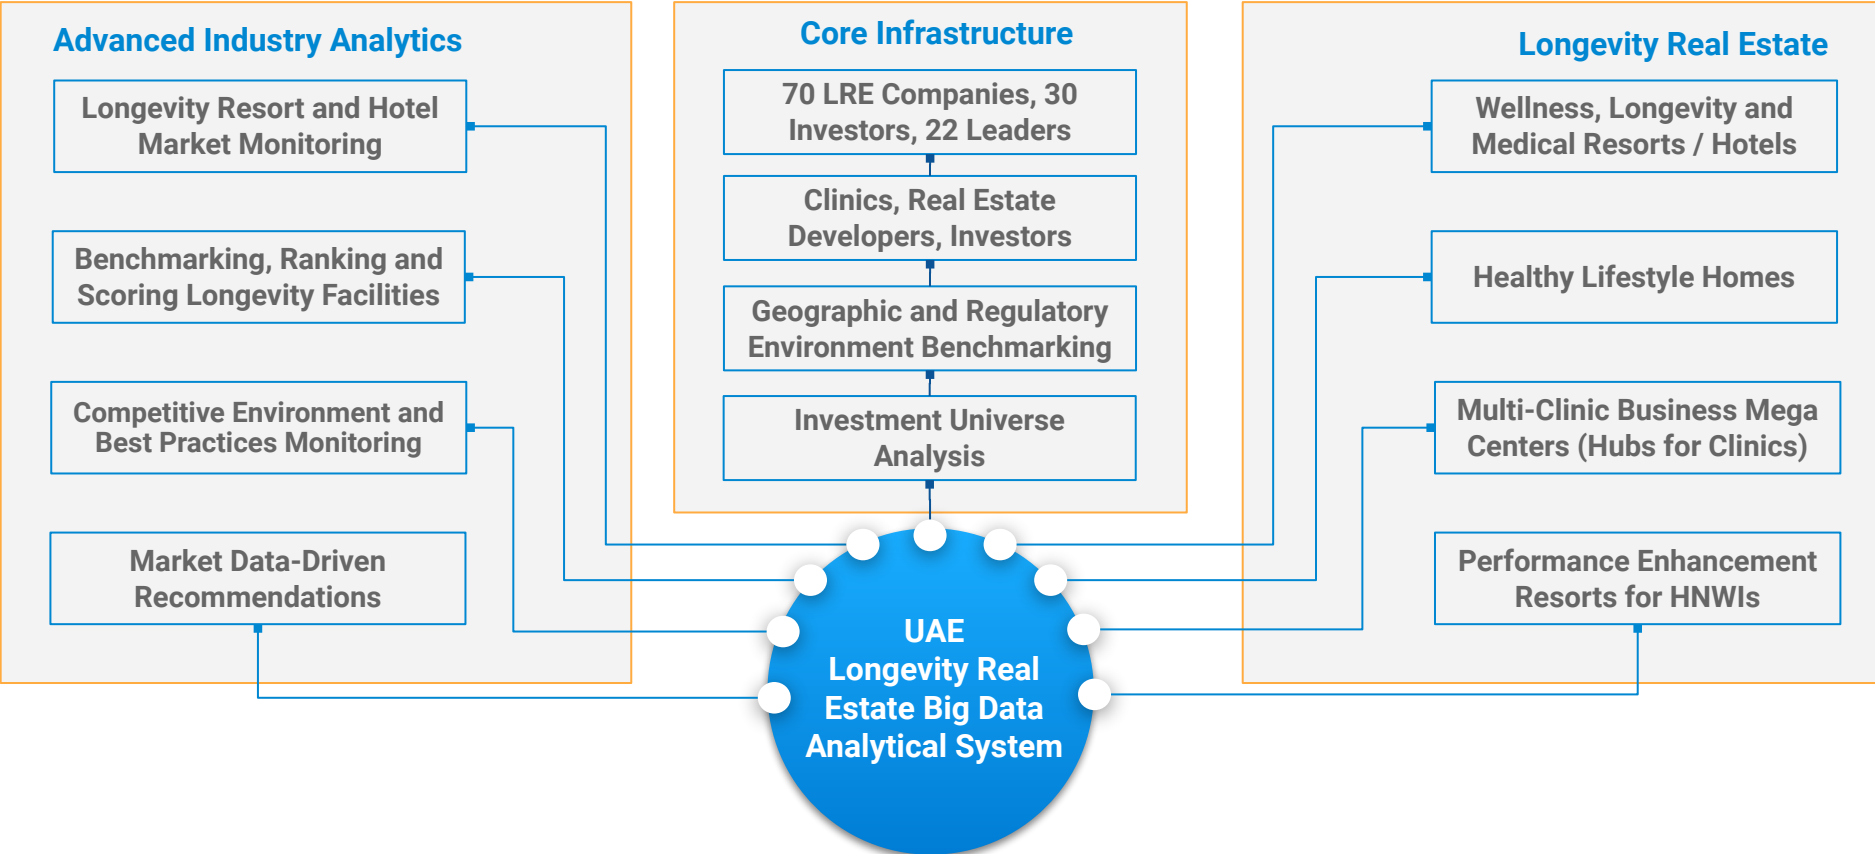 Advanced Industry Analytics
Longevity Resort and Hotel
Market Monitoring
Benchmarking, Ranking and
Scoring Longevity Facilities
Competitive Environment and
Best Practices Monitoring
Market Data-Driven
Recommendations
Core Infrastructure
70 LRE Companies, 30
Investors, 22 Leaders
Clinics, Real Estate
Developers, Investors
Geographic and Regulatory
Environment Benchmarking
Investment Universe
Analysis
Longevity Real Estate
Wellness, Longevity and
Medical Resorts / Hotels
Healthy Lifestyle Homes
Multi-Clinic Business Mega
Centers (Hubs for Clinics)
Performance Enhancement
Resorts for HNWIs
UAE
Longevity Real
Estate Big Data
Analytical System